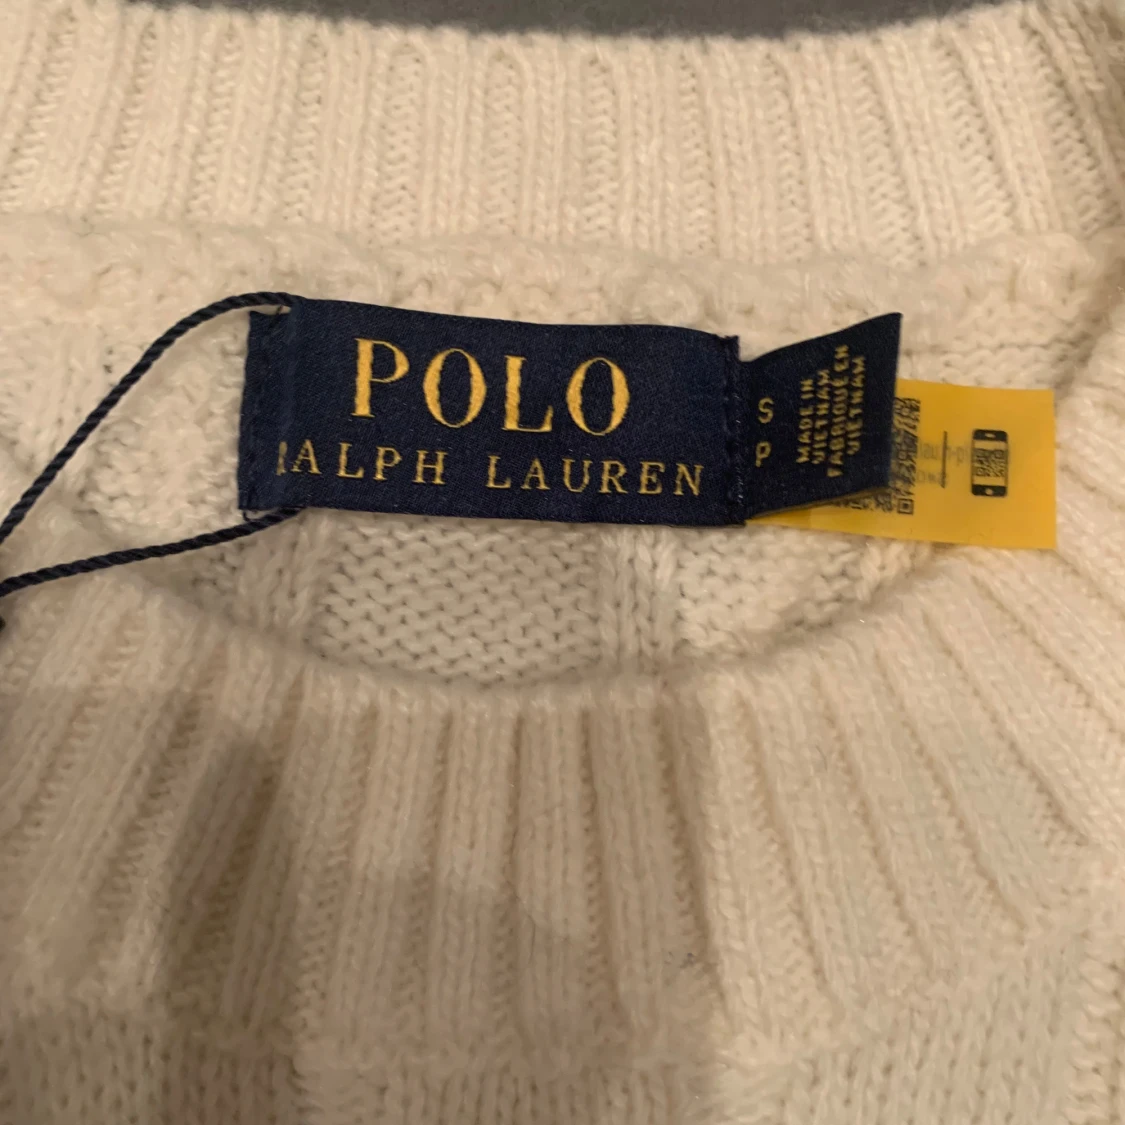 POLO
RALPH LAUREN
S
P
MADE IN
VIETNAM
FABRIQUÉ EN
VIETNAM